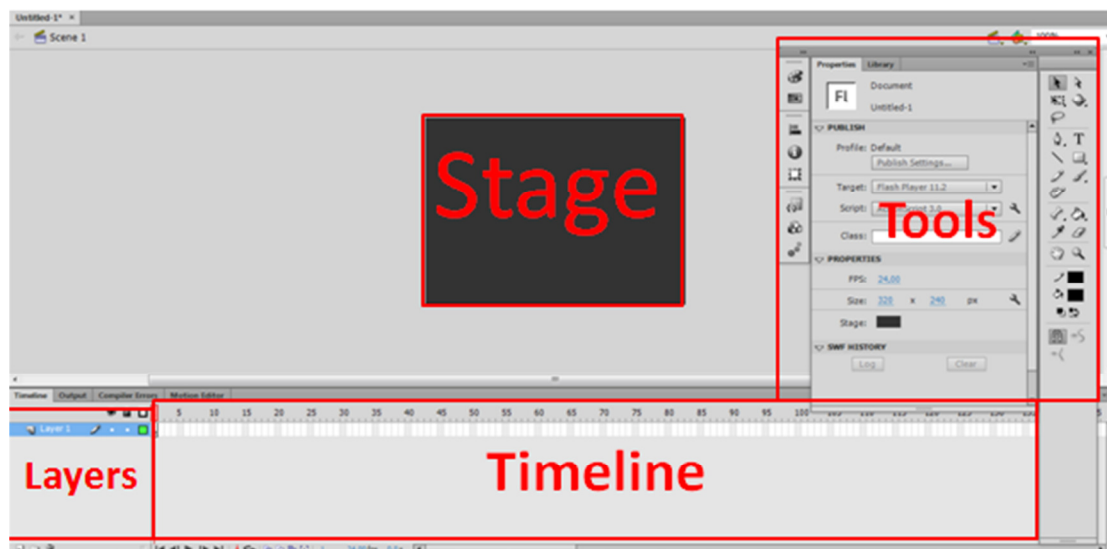 Untitled-1* ×
Scene 1
100%
Stage
Properties Library
Fl
Document
Untitled-1
PUBLISH
Profile: Default
Publish Settings...
Target: Flash Player 11.2
Script:
Tools
Class:
PROPERTIES
FPS: 24,00
Size: 320 x 240 px
Stage:
SWF HISTORY
Log Clear
T
Timeline Output Compiler Errors Motion Editor
5 10 15 20 25 30 35 40 45 50 55 60 65 70 75 80 85 90 95 100
Layer 1
Layers
Timeline